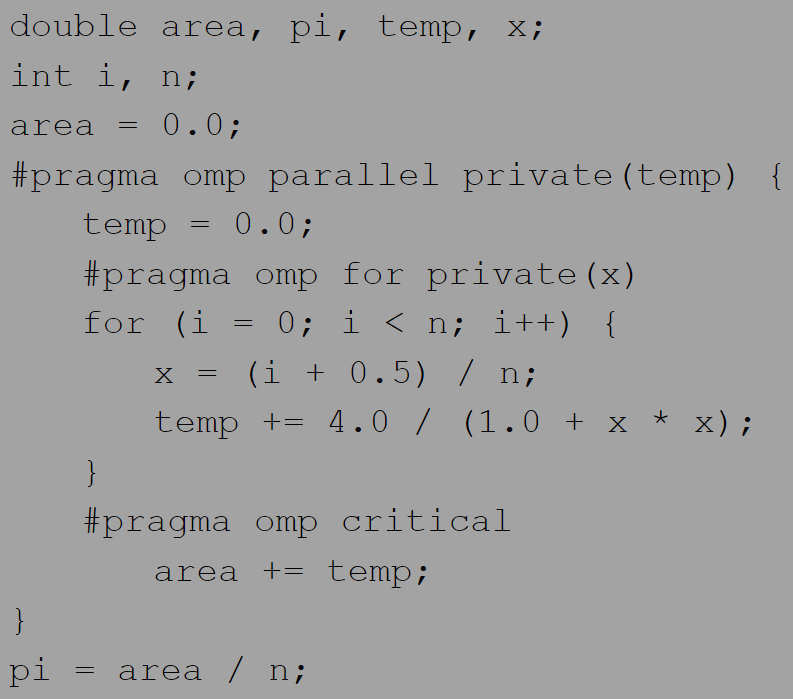 double area, pi, temp, x;
int i, n;
area = 0.0;
#pragma omp parallel private(temp) {
    temp = 0.0;
    #pragma omp for private(x)
    for (i = 0; i < n; i++) {
        x = (i + 0.5) / n;
        temp += 4.0 / (1.0 + x * x);
    }
    #pragma omp critical
        area += temp;
}
pi = area / n;